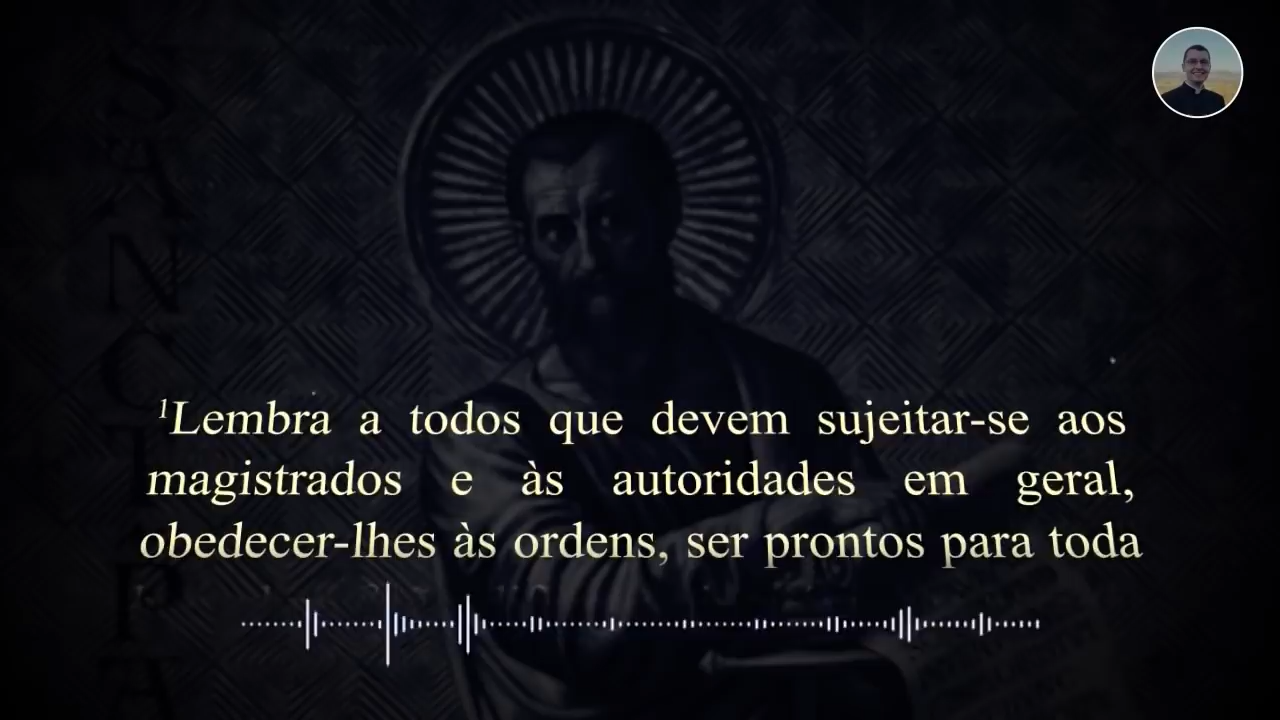 ¹Lembra a todos que devem sujeitar-se aos
magistrados e às autoridades em geral,
obedecer-lhes às ordens, ser prontos para toda